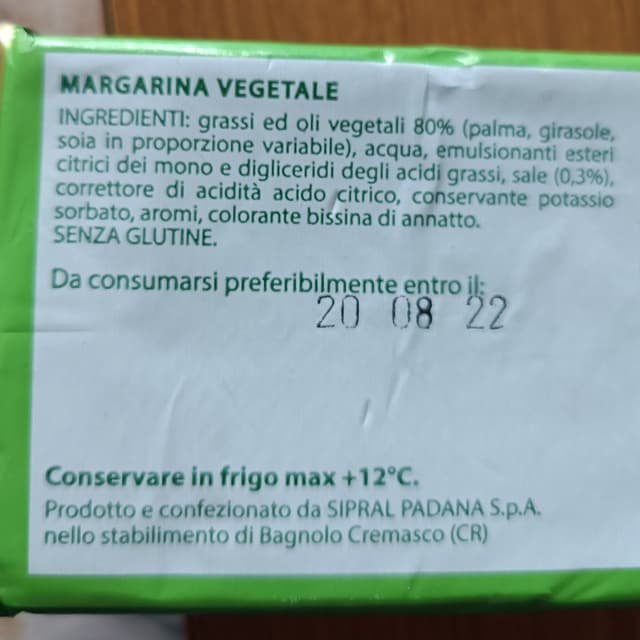 MARGARINA VEGETALE
INGREDIENTI: grassi ed oli vegetali 80% (palma, girasole,
soia in proporzione variabile), acqua, emulsionanti esteri
citrici dei mono e digliceridi degli acidi grassi, sale (0,3%),
correttore di acidità acido citrico, conservante potassio
sorbato, aromi, colorante bissina di annatto.
SENZA GLUTINE.
Da consumarsi preferibilmente entro il:
20 08 22
Conservare in frigo max +12°C.
Prodotto e confezionato da SIPRAL PADANA S.p.A.
nello stabilimento di Bagnolo Cremasco (CR)